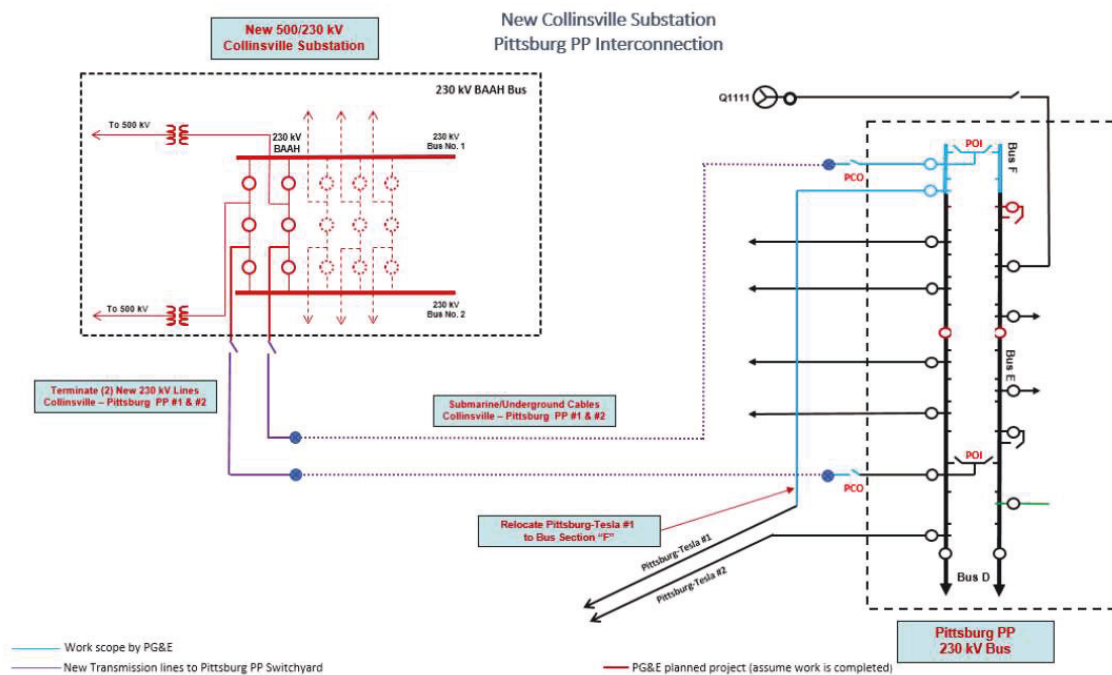 New Collinsville Substation
Pittsburg PP Interconnection
New 500/230 kV
Collinsville Substation
230 kV BAAH Bus
To 500 kV
230 kV
BAAH
230 kV
Bus No. 1
To 500 kV
230 kV
Bus No. 2
Q1111
POI
Bus F
PCO
Bus E
Terminate (2) New 230 kV Lines
Collinsville – Pittsburg PP #1 & #2
Submarine/Underground Cables
Collinsville – Pittsburg PP #1 & #2
POI
PCO
Relocate Pittsburg-Tesla #1
to Bus Section "F"
Pittsburg-Tesla #1
Pittsburg-Tesla #2
Bus D
Pittsburg PP
230 kV Bus
Work scope by PG&E
New Transmission lines to Pittsburg PP Switchyard
PG&E planned project (assume work is completed)